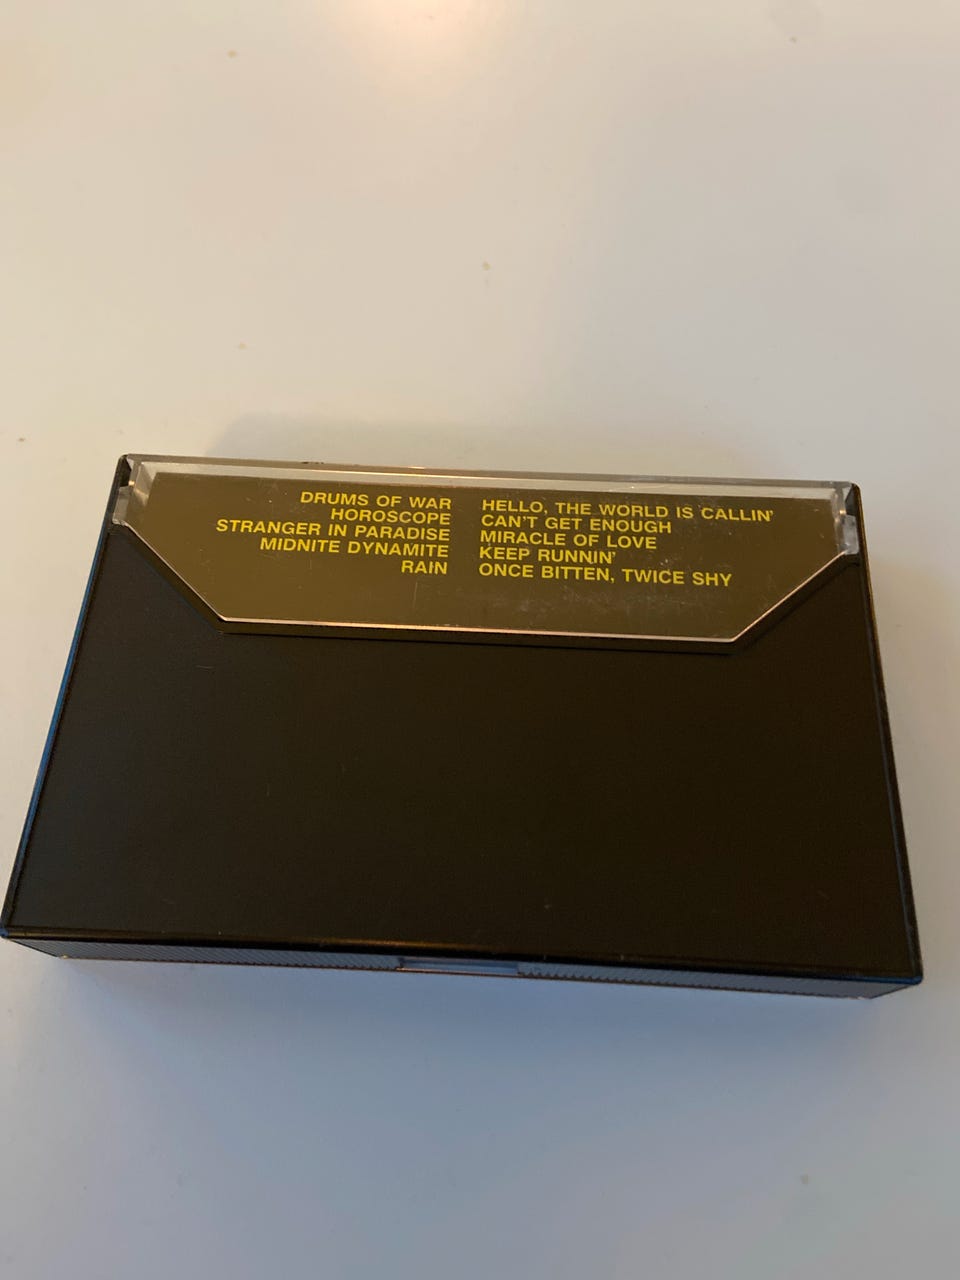 DRUMS OF WAR
HOROSCOPE
STRANGER IN PARADISE
MIDNITE DYNAMITE
RAIN
HELLO, THE WORLD IS CALLIN'
CAN'T GET ENOUGH
MIRACLE OF LOVE
KEEP RUNNIN'
ONCE BITTEN, TWICE SHY